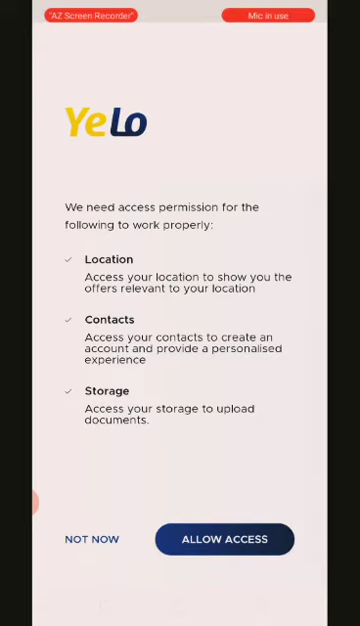 "AZ Screen Recorder"
Mic in use
YeLo
We need access permission for the
following to work properly:
Location
Access your location to show you the
offers relevant to your location
Contacts
Access your contacts to create an
account and provide a personalised
experience
Storage
Access your storage to upload
documents.
NOT NOW
ALLOW ACCESS